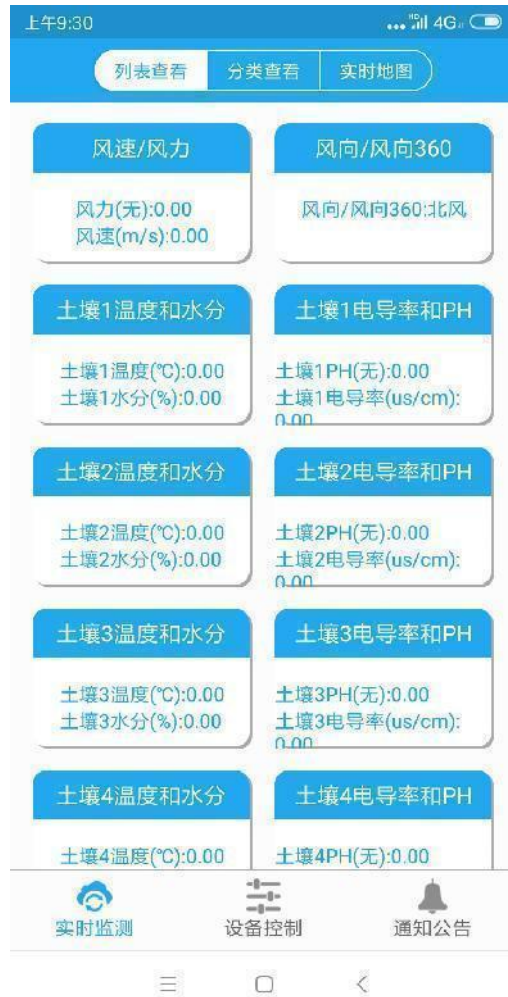 上午9:30
4G
列表查看 分类查看 实时地图
风速/风力
风力(无):0.00
风速(m/s):0.00
风向/风向360
风向/风向360:北风
土壤1温度和水分
土壤1温度(℃):0.00
土壤1水分(%):0.00
土壤1电导率和PH
土壤1PH(无):0.00
土壤1电导率(us/cm):
0.00
土壤2温度和水分
土壤2温度(℃):0.00
土壤2水分(%):0.00
土壤2电导率和PH
土壤2PH(无):0.00
土壤2电导率(us/cm):
0.00
土壤3温度和水分
土壤3温度(℃):0.00
土壤3水分(%):0.00
土壤3电导率和PH
土壤3PH(无):0.00
土壤3电导率(us/cm):
0.00
土壤4温度和水分
土壤4温度(℃):0.00
土壤4电导率和PH
土壤4PH(无):0.00
实时监测 设备控制 通知公告